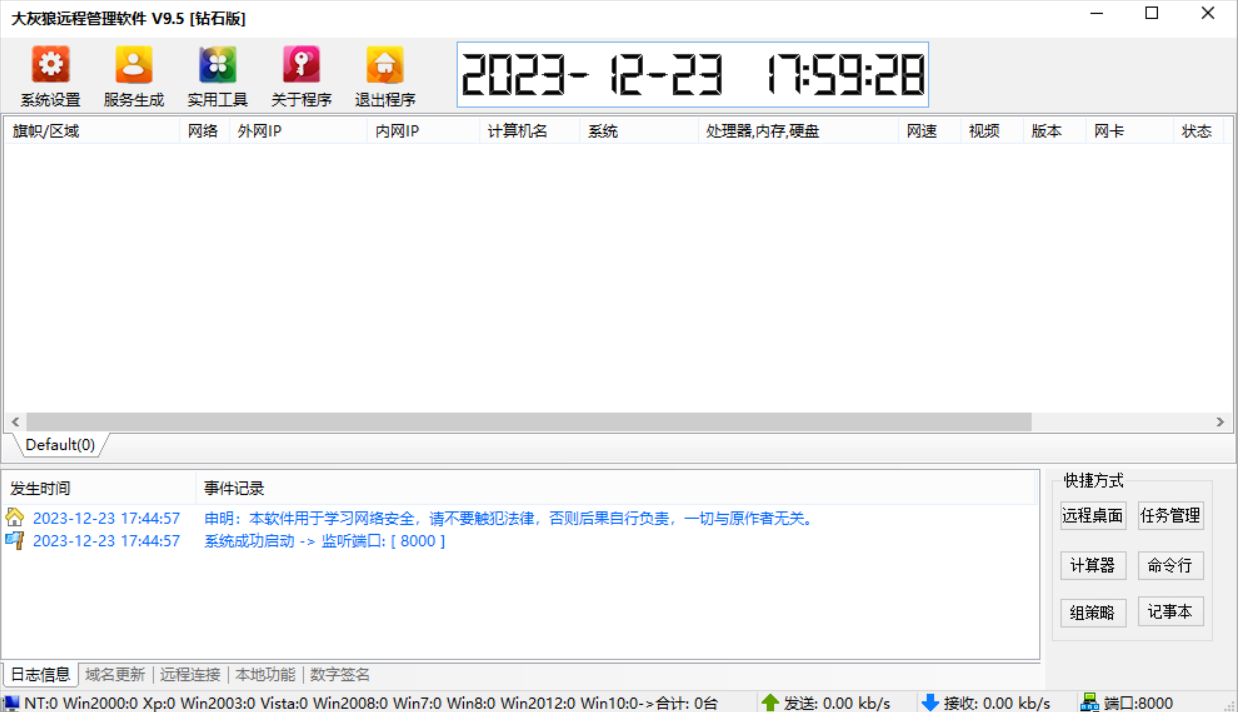 大灰狼远程管理软件 V9.5 [钻石版]
系统设置 服务生成 实用工具 关于程序 退出程序 2023-12-23 17:59:28
旗帜/区域 网络 外网IP 内网IP 计算机名 系统 处理器,内存,硬盘 网速 视频 版本 网卡 状态
Default(0)
发生时间 事件记录
2023-12-23 17:44:57 申明：本软件用于学习网络安全，请不要触犯法律，否则后果自行负责，一切与原作者无关。
2023-12-23 17:44:57 系统成功启动 -> 监听端口: [ 8000 ]
快捷方式
远程桌面 任务管理
计算器 命令行
组策略 记事本
日志信息 域名更新 远程连接 本地功能 数字签名
NT:0 Win2000:0 Xp:0 Win2003:0 Vista:0 Win2008:0 Win7:0 Win8:0 Win2012:0 Win10:0->合计: 0台 发送: 0.00 kb/s 接收: 0.00 kb/s 端口:8000